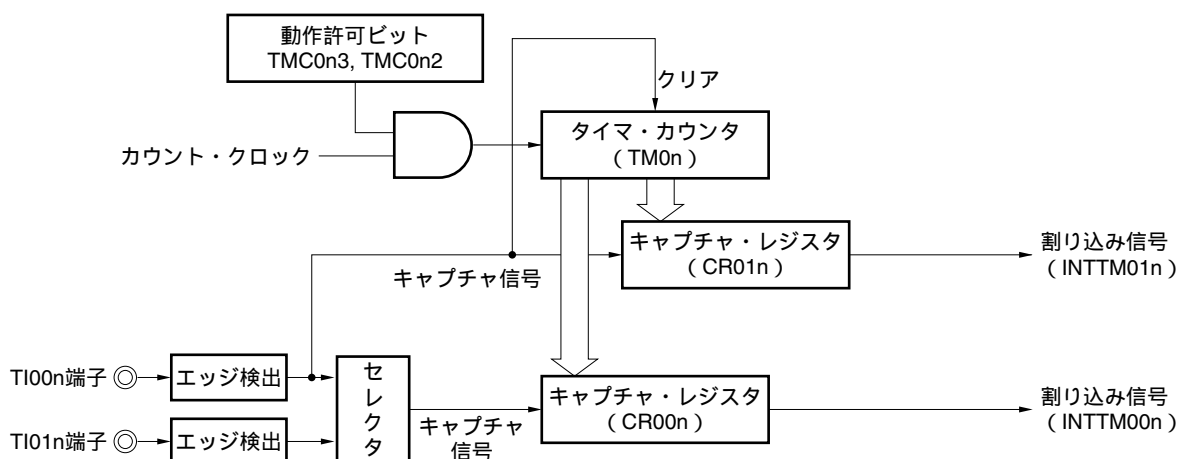 動作許可ビット
TMC0n3, TMC0n2
クリア
カウント・クロック
タイマ・カウンタ
（TM0n）
キャプチャ・レジスタ
（CR01n）
割り込み信号
（INTTM01n）
キャプチャ信号
TI00n端子
エッジ検出
セレクタ
キャプチャ・レジスタ
（CR00n）
割り込み信号
（INTTM00n）
TI01n端子
エッジ検出
キャプチャ
信号